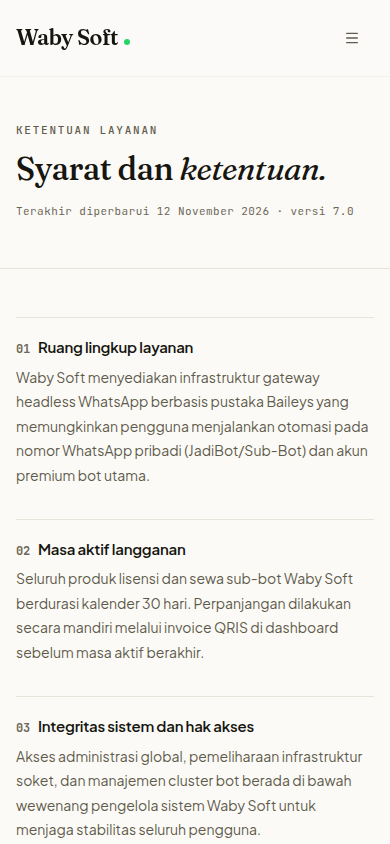 Waby Soft
KETENTUAN LAYANAN
Syarat dan ketentuan.
Terakhir diperbarui 12 November 2026 · versi 7.0
01 Ruang lingkup layanan
Waby Soft menyediakan infrastruktur gateway
headless WhatsApp berbasis pustaka Baileys yang
memungkinkan pengguna menjalankan otomasi pada
nomor WhatsApp pribadi (JadiBot/Sub-Bot) dan akun
premium bot utama.
02 Masa aktif langganan
Seluruh produk lisensi dan sewa sub-bot Waby Soft
berdurasi kalender 30 hari. Perpanjangan dilakukan
secara mandiri melalui invoice QRIS di dashboard
sebelum masa aktif berakhir.
03 Integritas sistem dan hak akses
Akses administrasi global, pemeliharaan infrastruktur
soket, dan manajemen cluster bot berada di bawah
wewenang pengelola sistem Waby Soft untuk
menjaga stabilitas seluruh pengguna.